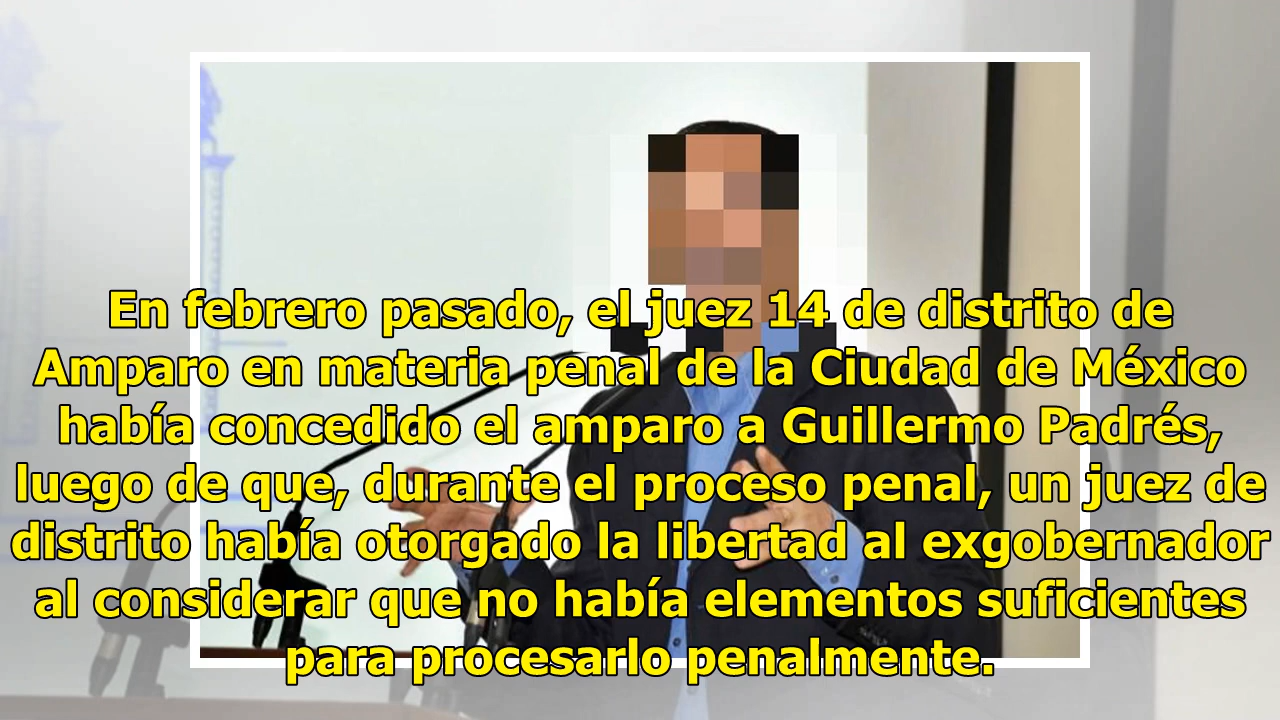 En febrero pasado, el juez 14 de distrito de
Amparo en materia penal de la Ciudad de México
había concedido el amparo a Guillermo Padrés,
luego de que, durante el proceso penal, un juez de
distrito había otorgado la libertad al exgobernador
al considerar que no había elementos suficientes
para procesarlo penalmente.